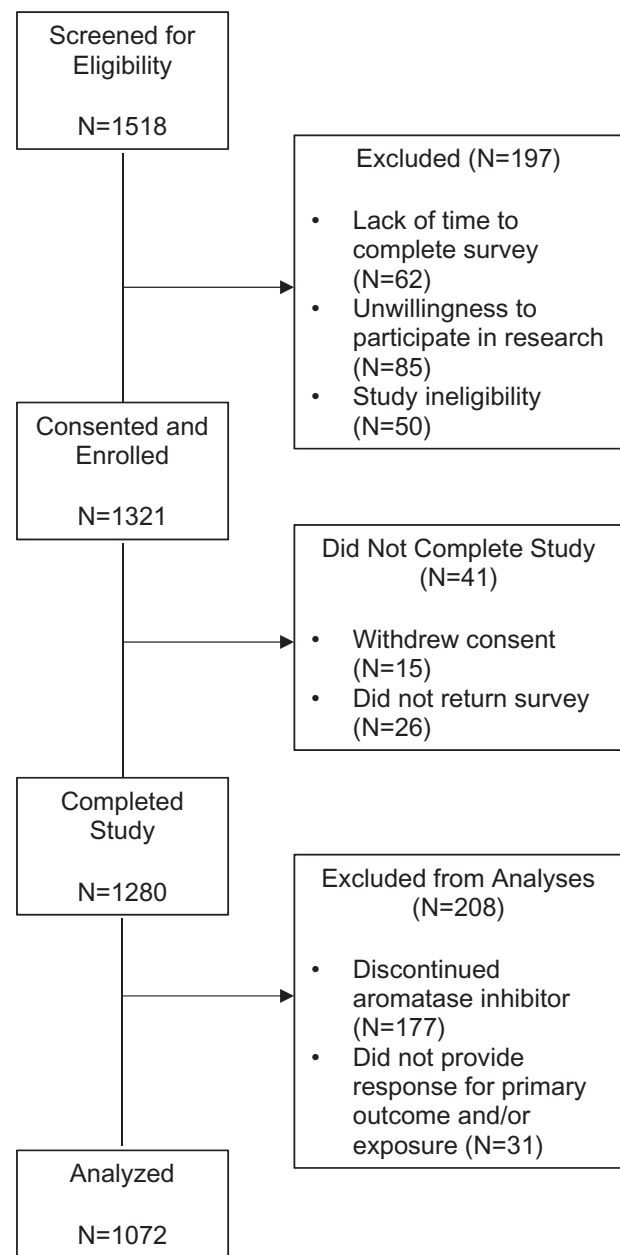 Screened for
Eligibility
N=1518
Excluded (N=197)
• Lack of time to
complete survey
(N=62)
• Unwillingness to
participate in research
(N=85)
• Study ineligibility
(N=50)
Consented and
Enrolled
N=1321
Did Not Complete Study
(N=41)
• Withdrew consent
(N=15)
• Did not return survey
(N=26)
Completed
Study
N=1280
Excluded from Analyses
(N=208)
• Discontinued
aromatase inhibitor
(N=177)
• Did not provide
response for primary
outcome and/or
exposure (N=31)
Analyzed
N=1072